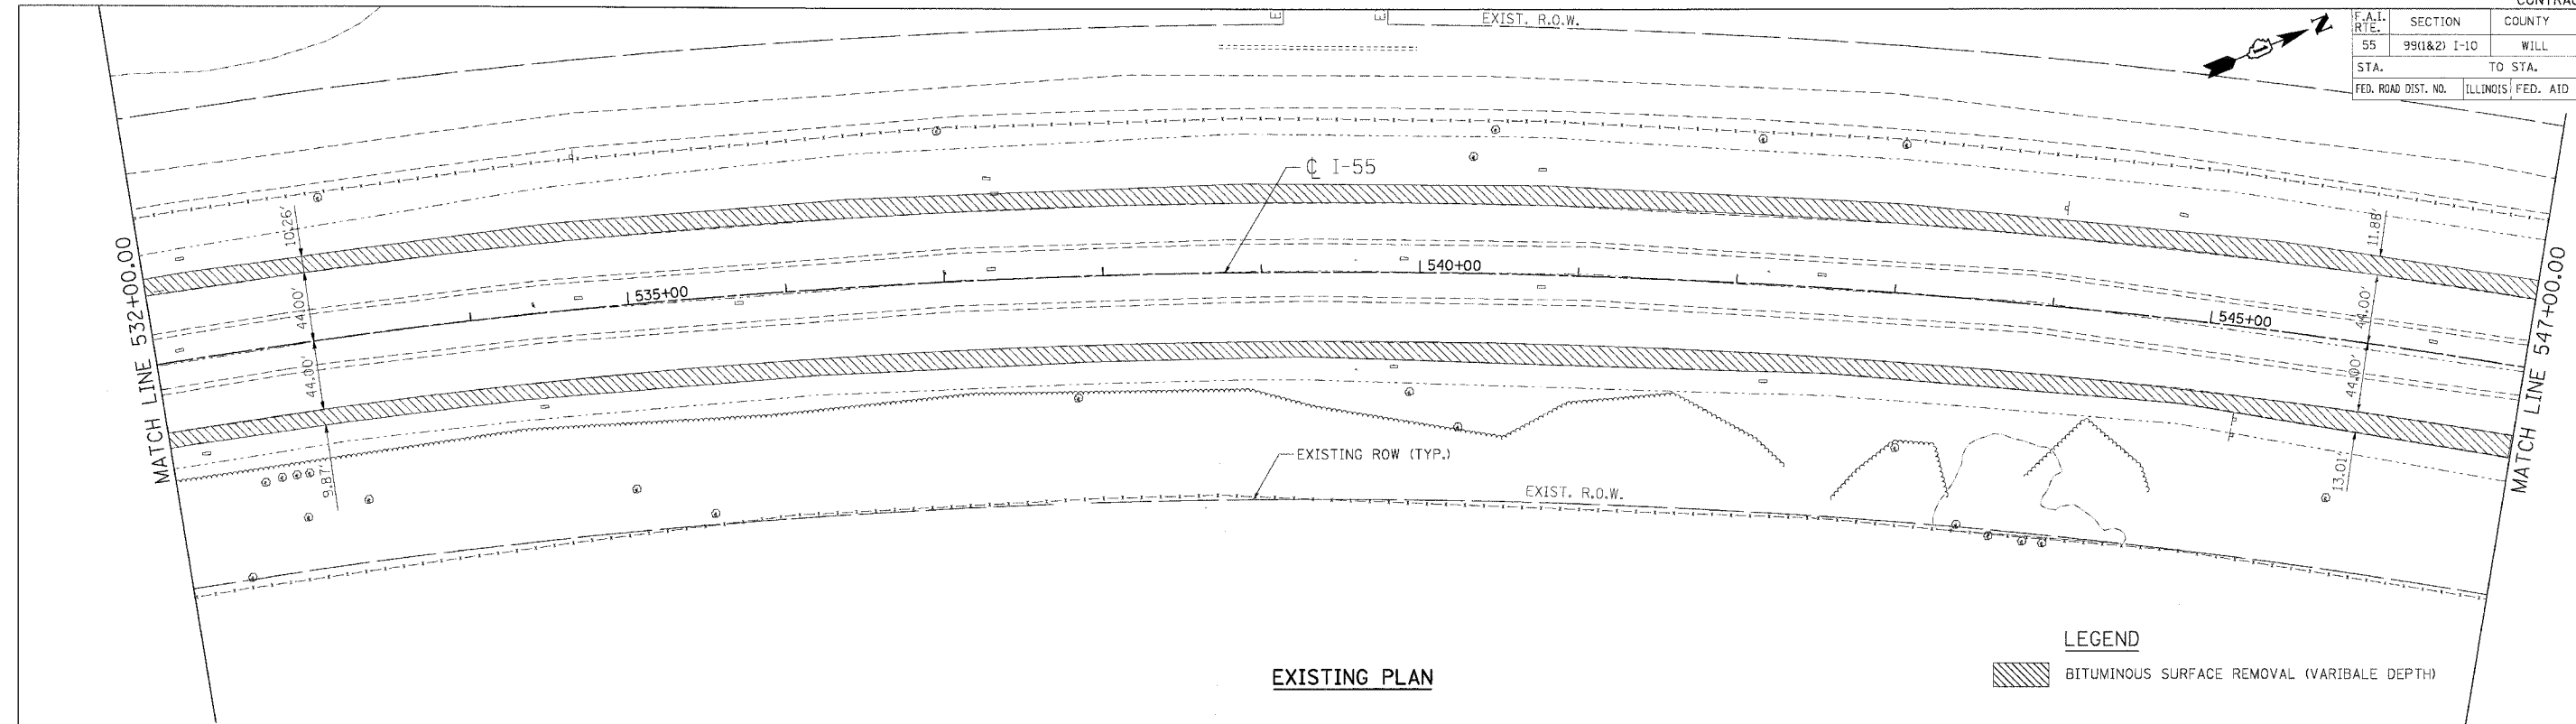 CONTRAC
EXIST. R.O.W.
N
F.A.I. RTE. SECTION COUNTY
55 99(1&2) I-10 WILL
STA. TO STA.
FED. ROAD DIST. NO. ILLINOIS FED. AID
℄ I-55
10.26'
11.88'
MATCH LINE 532+00.00
44.00'
535+00
540+00
545+00
44.00'
MATCH LINE 547+00.00
44.00'
44.00'
9.87'
13.01'
EXISTING ROW (TYP.)
EXIST. R.O.W.
LEGEND
BITUMINOUS SURFACE REMOVAL (VARIBALE DEPTH)
EXISTING PLAN